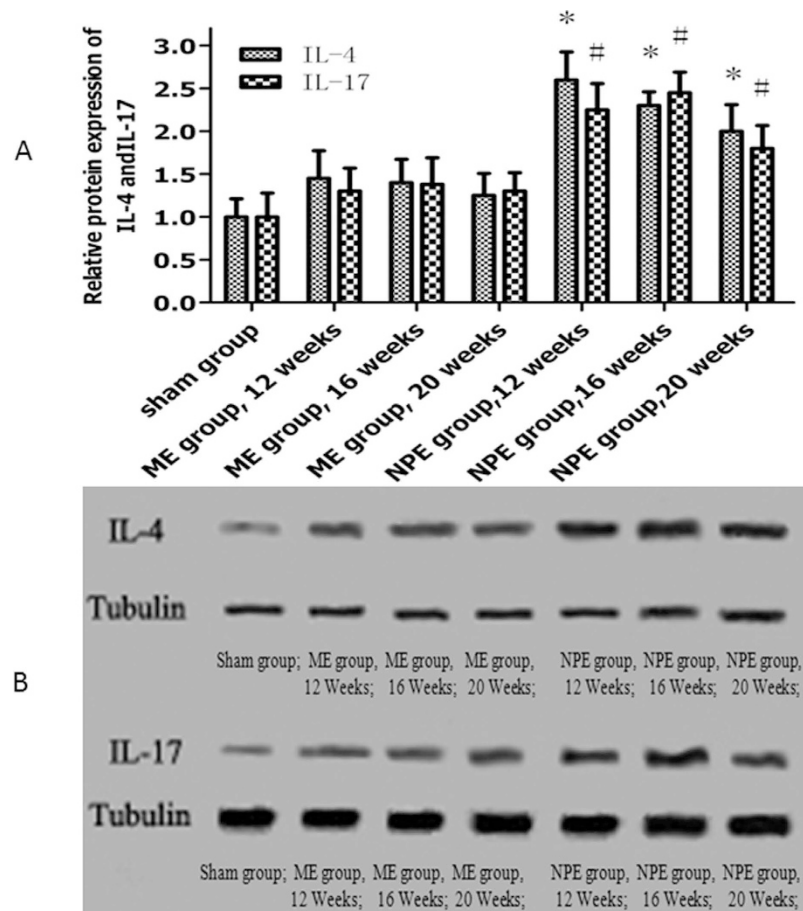 A
Relative protein expression of
IL-4 andIL-17
3.0
2.5
2.0
1.5
1.0
0.5
0.0
IL-4
IL-17
* # * # * #
sham group
ME group, 12 weeks
ME group, 16 weeks
ME group, 20 weeks
NPE group,12 weeks
NPE group,16 weeks
NPE group,20 weeks
B
IL-4
Tubulin
Sham group; ME group, ME group, ME group, NPE group, NPE group, NPE group,
12 Weeks; 16 Weeks; 20 Weeks; 12 Weeks; 16 Weeks; 20 Weeks;
IL-17
Tubulin
Sham group; ME group, ME group, ME group, NPE group, NPE group, NPE group,
12 Weeks; 16 Weeks; 20 Weeks; 12 Weeks; 16 Weeks; 20 Weeks;